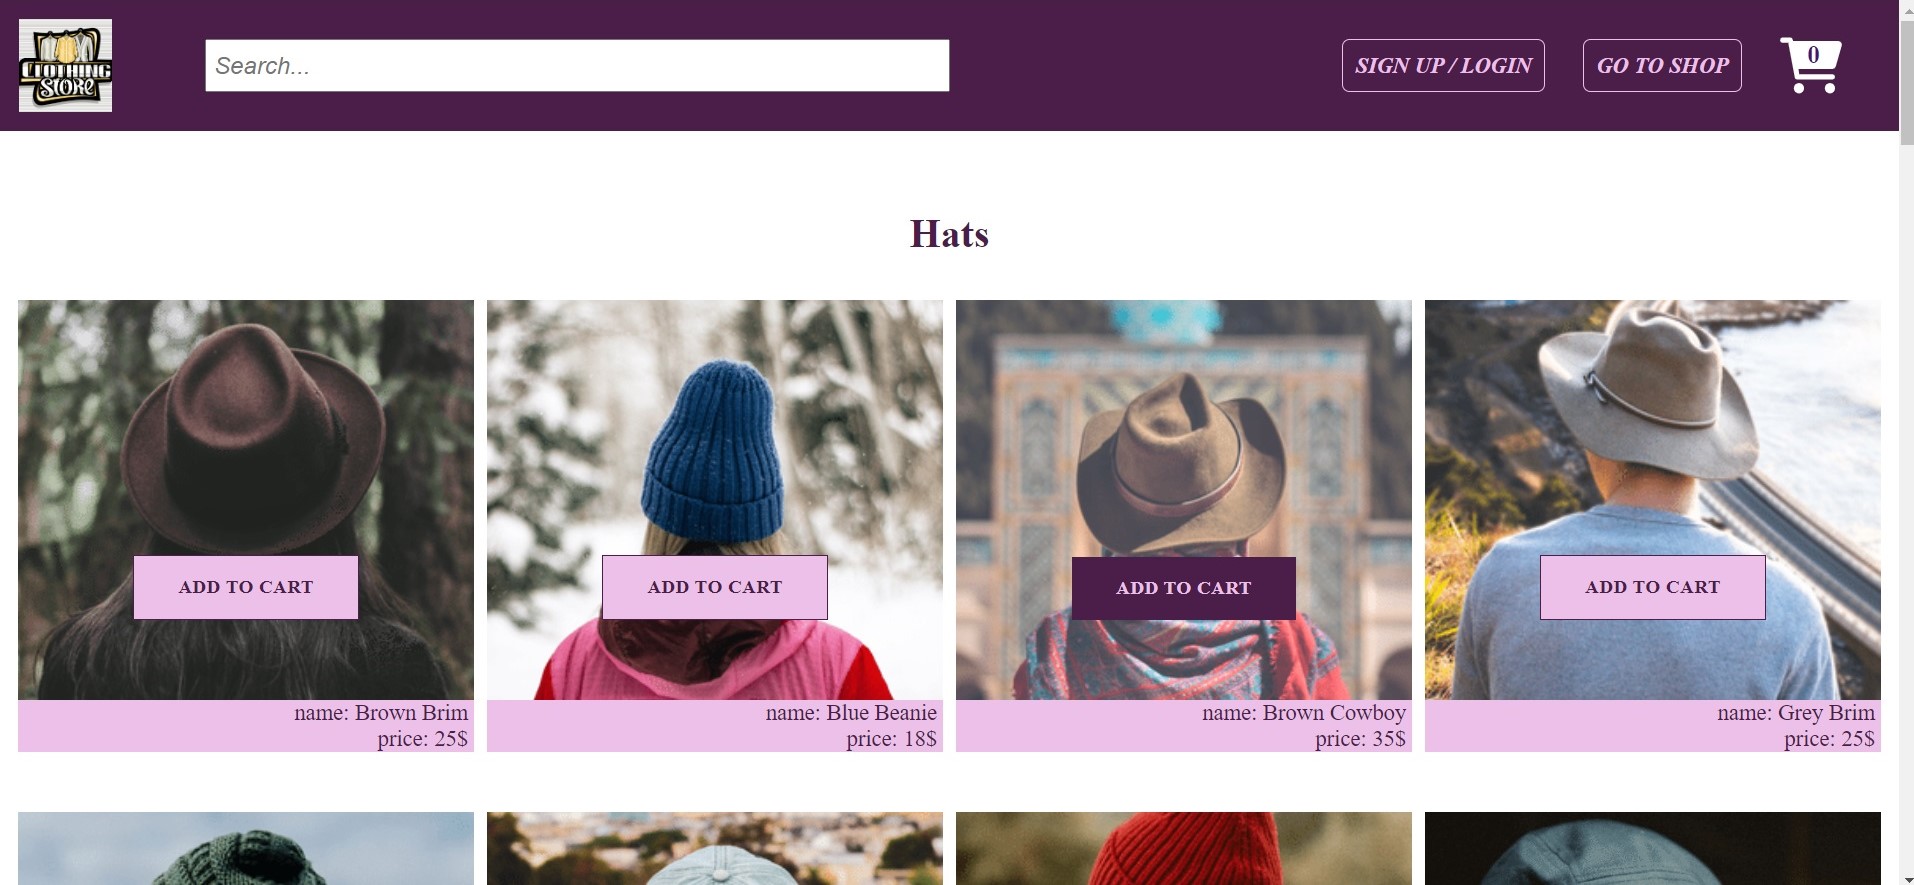 CLOTHING
STORE
Search...
SIGN UP / LOGIN
GO TO SHOP
0
Hats
ADD TO CART
ADD TO CART
ADD TO CART
ADD TO CART
name: Brown Brim
price: 25$
name: Blue Beanie
price: 18$
name: Brown Cowboy
price: 35$
name: Grey Brim
price: 25$